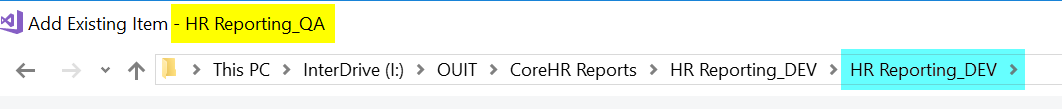 Add Existing Item - HR Reporting_QA
This PC > InterDrive (I:) > OUIT > CoreHR Reports > HR Reporting_DEV > HR Reporting_DEV >